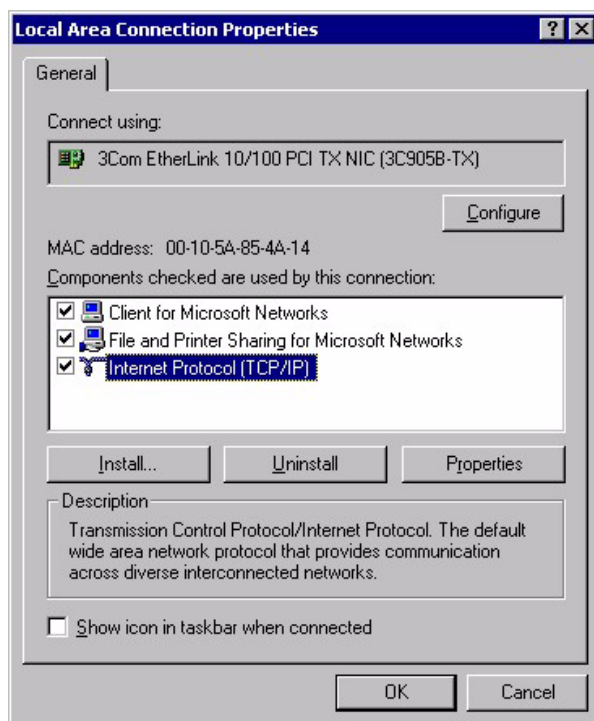 Local Area Connection Properties
General
Connect using:
3Com EtherLink 10/100 PCI TX NIC (3C905B-TX)
Configure
MAC address: 00-10-5A-85-4A-14
Components checked are used by this connection:
Client for Microsoft Networks
File and Printer Sharing for Microsoft Networks
Internet Protocol (TCP/IP)
Install... Uninstall Properties
Description
Transmission Control Protocol/Internet Protocol. The default
wide area network protocol that provides communication
across diverse interconnected networks.
Show icon in taskbar when connected
OK Cancel